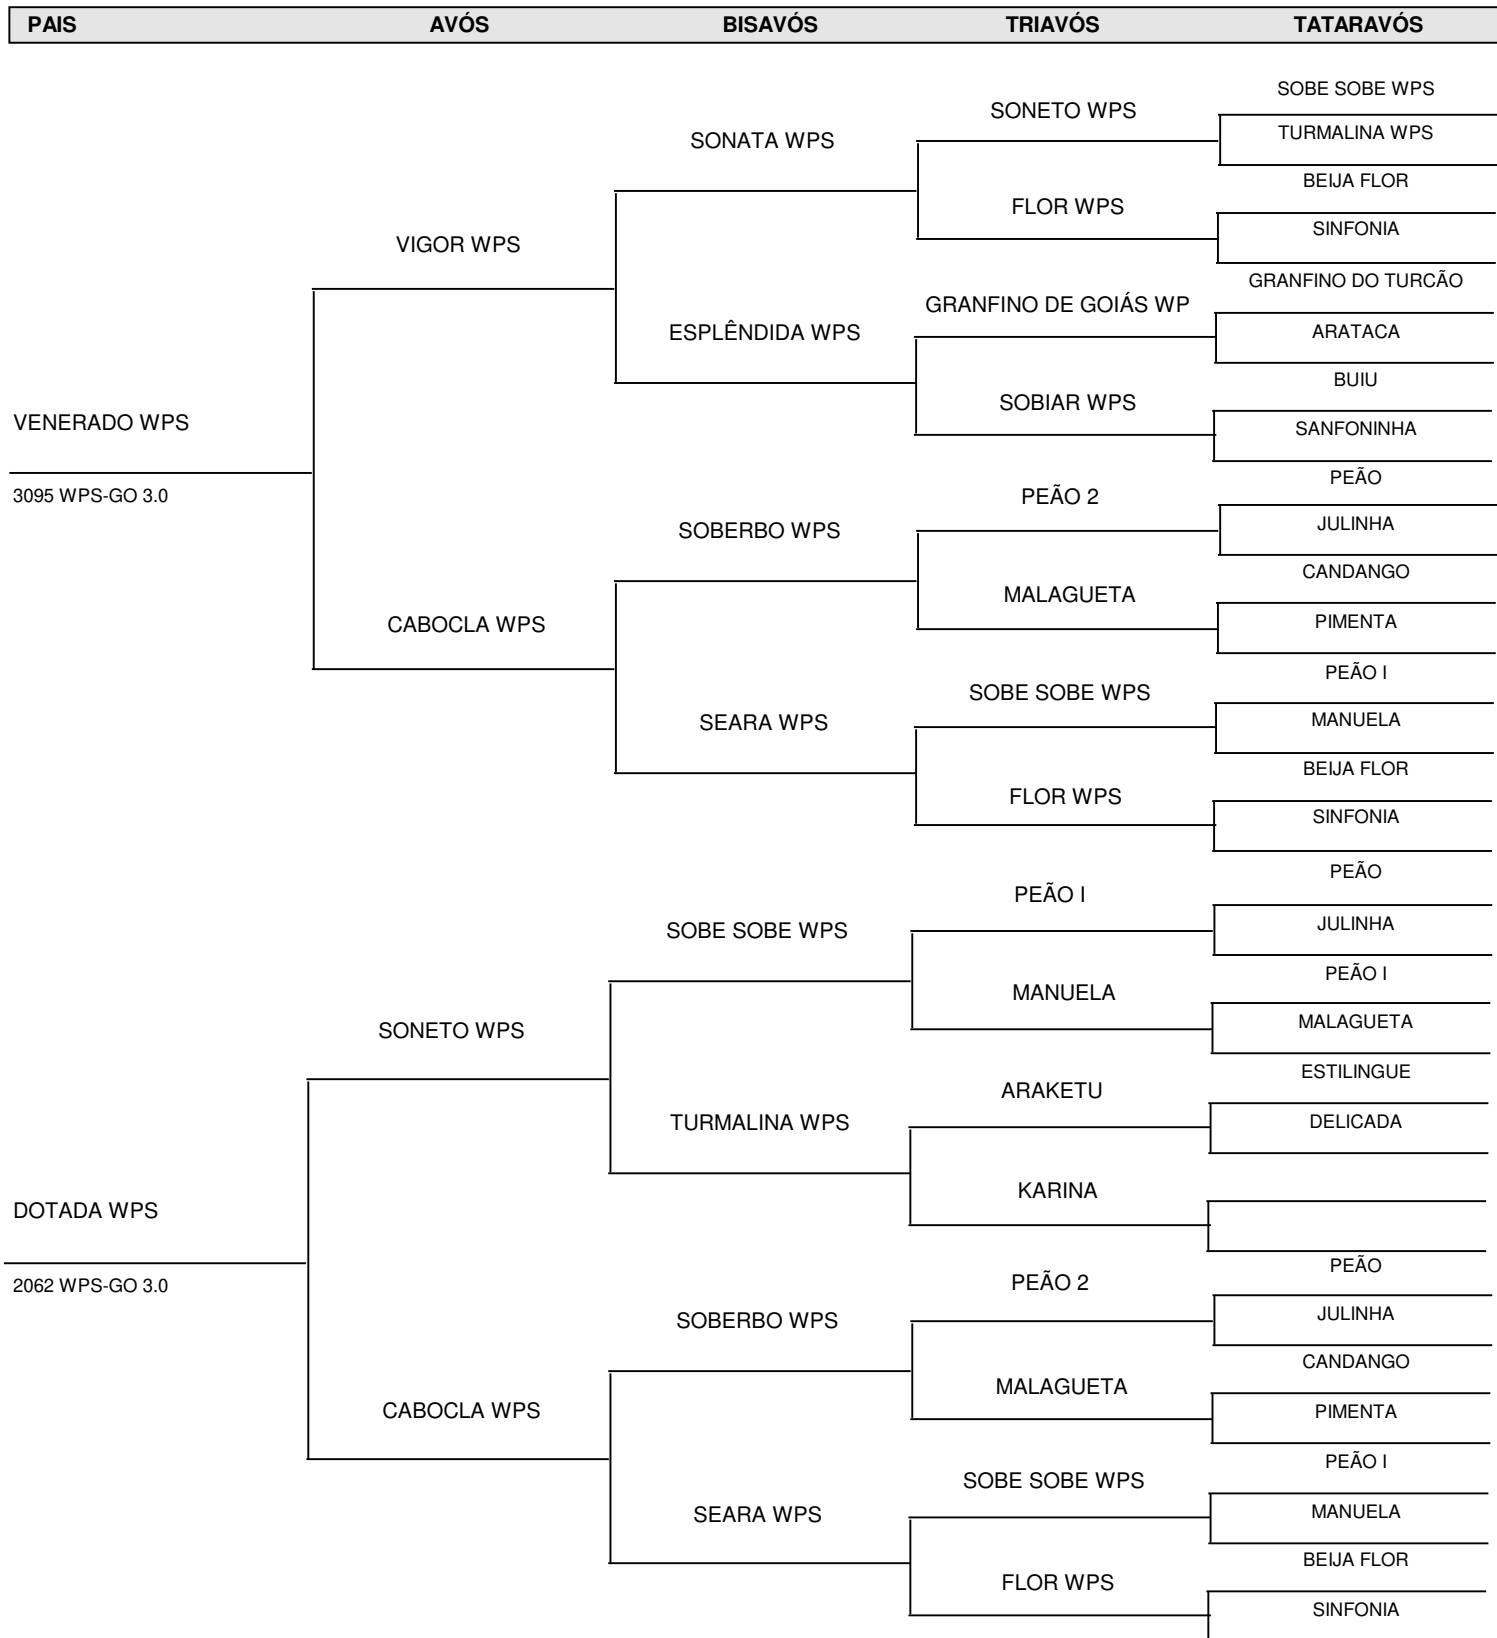 PAIS AVÓS BISAVÓS TRIAVÓS TATARAVÓS
SOBE SOBE WPS
SONETO WPS
TURMALINA WPS
SONATA WPS
BEIJA FLOR
FLOR WPS
SINFONIA
VIGOR WPS
GRANFINO DO TURCÃO
GRANFINO DE GOIÁS WP
ARATACA
ESPLÊNDIDA WPS
BUIU
SOBIAR WPS
VENERADO WPS
SANFONINHA
PEÃO
3095 WPS-GO 3.0
PEÃO 2
JULINHA
SOBERBO WPS
CANDANGO
MALAGUETA
PIMENTA
CABOCLA WPS
PEÃO I
SOBE SOBE WPS
MANUELA
SEARA WPS
BEIJA FLOR
FLOR WPS
SINFONIA
PEÃO
PEÃO I
JULINHA
SOBE SOBE WPS
PEÃO I
MANUELA
MALAGUETA
SONETO WPS
ESTILINGUE
ARAKETU
DELICADA
TURMALINA WPS
KARINA
DOTADA WPS
PEÃO
2062 WPS-GO 3.0
PEÃO 2
JULINHA
SOBERBO WPS
CANDANGO
MALAGUETA
PIMENTA
CABOCLA WPS
PEÃO I
SOBE SOBE WPS
MANUELA
SEARA WPS
BEIJA FLOR
FLOR WPS
SINFONIA